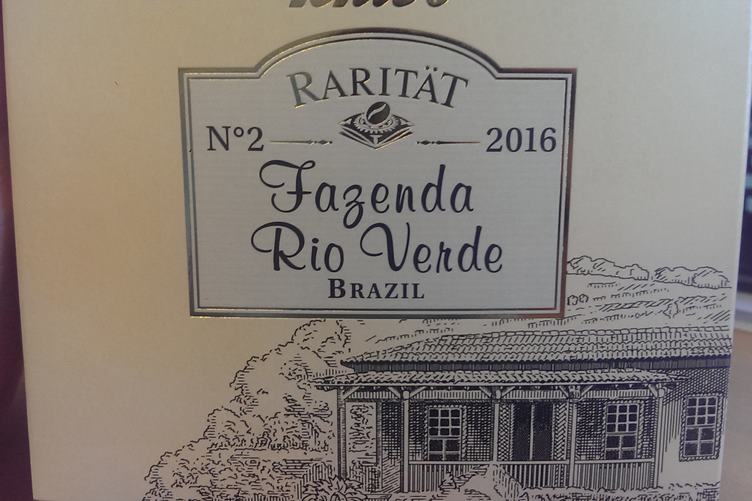 RARITÄT
N°2 2016
Fazenda
Rio Verde
BRAZIL